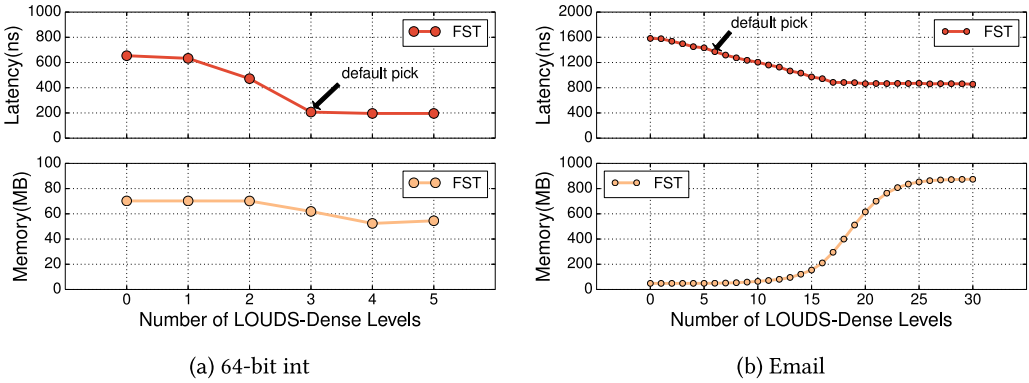 Latency(ns)
1000
800
600
400
200
0
FST
default pick
Memory(MB)
100
80
60
40
20
0
FST
0 1 2 3 4 5
Number of LOUDS-Dense Levels
(a) 64-bit int
Latency(ns)
2000
1600
1200
800
400
0
FST
default pick
Memory(MB)
1000
800
600
400
200
0
FST
0 5 10 15 20 25 30
Number of LOUDS-Dense Levels
(b) Email